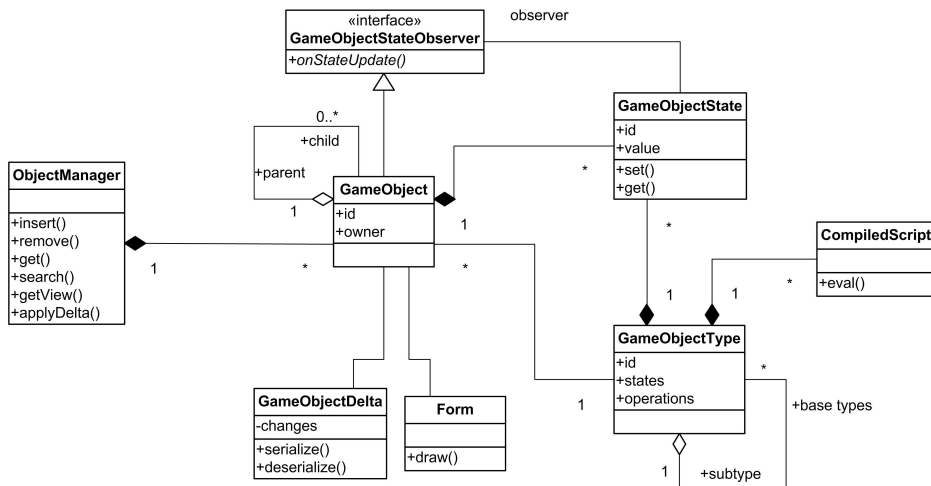 «interface»
GameObjectStateObserver
+onStateUpdate()
observer
GameObjectState
+id
+value
+set()
+get()
0..*
+child
+parent
1
ObjectManager
+insert()
+remove()
+get()
+search()
+getView()
+applyDelta()
1
*
GameObject
+id
+owner
1
*
*
1
*
1
1
*
CompiledScript
+eval()
GameObjectType
+id
+states
+operations
*
+base types
1
+subtype
GameObjectDelta
-changes
+serialize()
+deserialize()
Form
+draw()